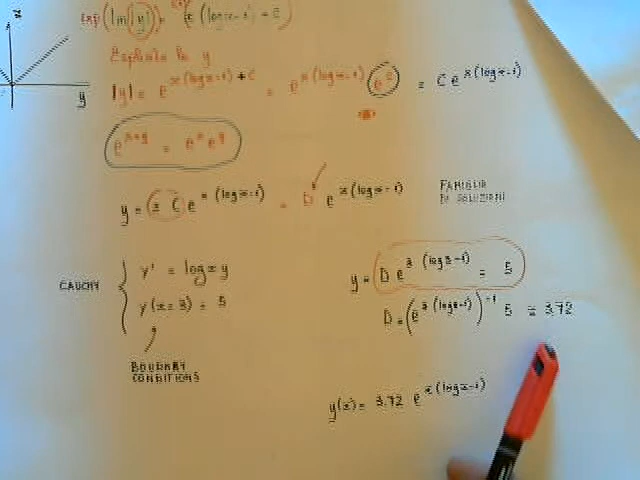 exp(ln|y|) = (x (log x - 1) + C)
Explicit in y
|y| = e^x(log x - 1) + C = e^x(log x - 1) e^C = C e^x(log x - 1)
e^x+y = e^x e^y
y = (± C) e^x(log x - 1) = D e^x(log x - 1)
FAMIGLIA
DI SOLUZIONI
CAUCHY { y' = log x y
y(x = 3) = 5
BOUNDARY
CONDITIONS
y = D e^3 (log 3 - 1) = 5
D = (e^3 (log 3 - 1))^-1 5 = 3.72
y(x) = 3.72 e^x(log x - 1)
z
y